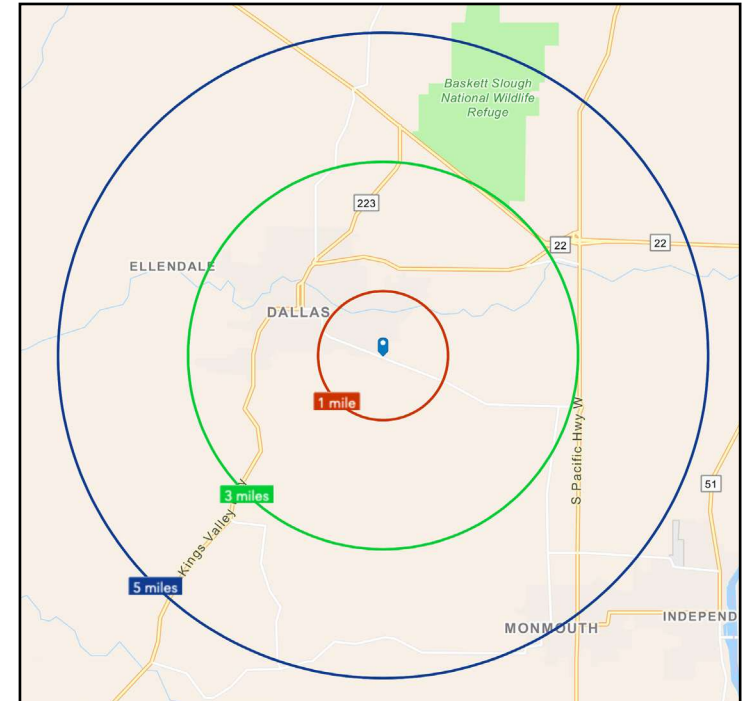 Baskett Slough
National Wildlife
Refuge
223
22
22
ELLENDALE
DALLAS
1 mile
S Pacific Hwy W
51
3 miles
Kings Valley
5 miles
INDEPEND
MONMOUTH